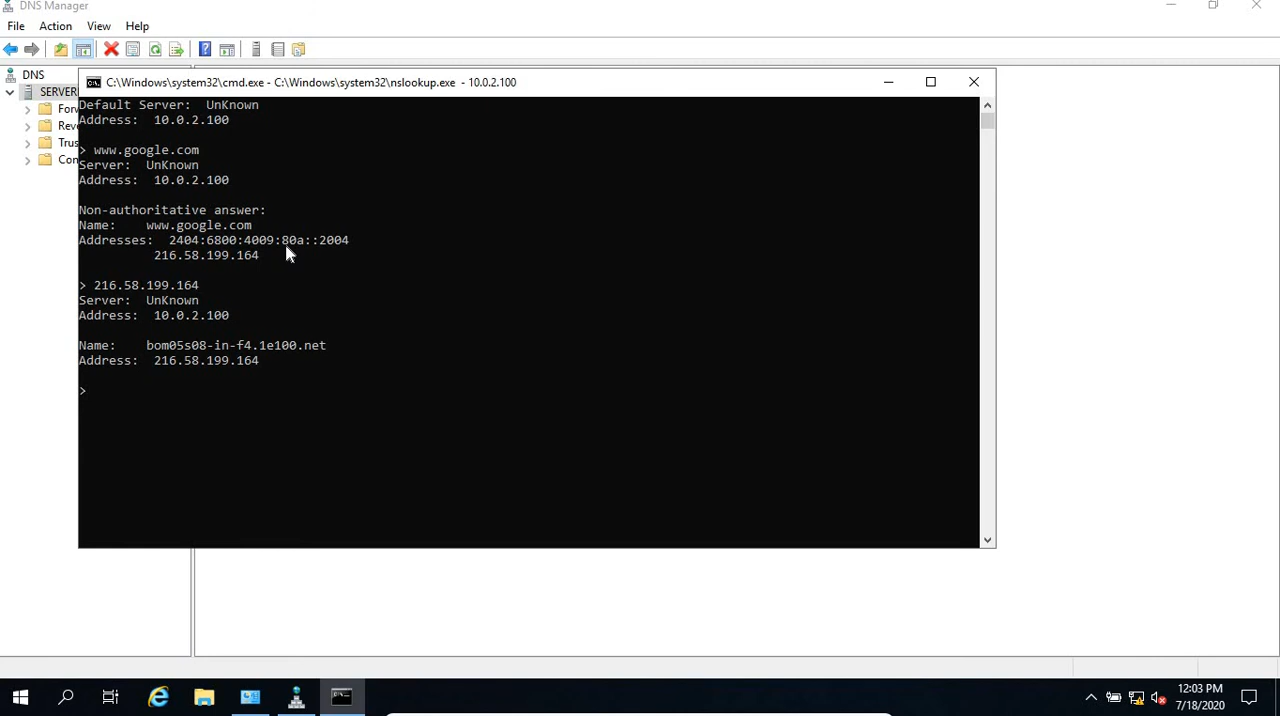 DNS Manager
File Action View Help
DNS
SERVER
Forw
Reve
Trus
Con
C:\Windows\system32\cmd.exe - C:\Windows\system32\nslookup.exe - 10.0.2.100
Default Server:  UnKnown
Address:  10.0.2.100
> www.google.com
Server:  UnKnown
Address:  10.0.2.100
Non-authoritative answer:
Name:    www.google.com
Addresses:  2404:6800:4009:80a::2004
216.58.199.164
> 216.58.199.164
Server:  UnKnown
Address:  10.0.2.100
Name:    bom05s08-in-f4.1e100.net
Address:  216.58.199.164
>
12:03 PM
7/18/2020